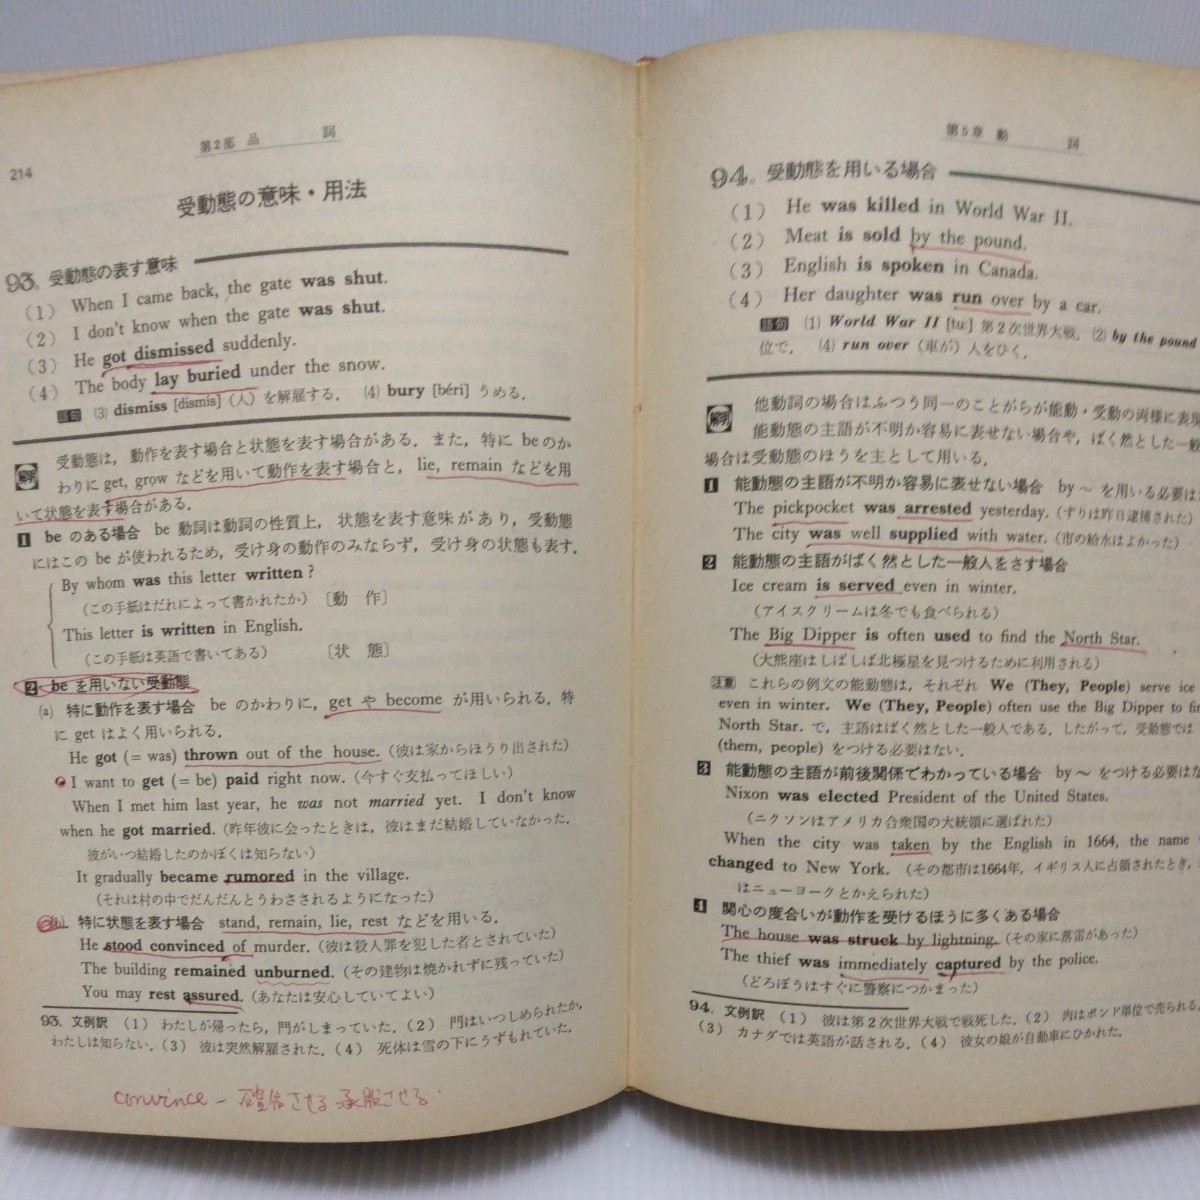 第2部 品 詞
214
受動態の意味・用法
93. 受動態の表す意味
(1) When I came back, the gate was shut.
(2) I don't know when the gate was shut.
(3) He got dismissed suddenly.
(4) The body lay buried under the snow.
語句 (3) dismiss [dismís] (人) を解雇する. (4) bury [béri] うめる.
受動態は, 動作を表す場合と状態を表す場合がある. また, 特に beのか
わりに get, grow などを用いて動作を表す場合と, lie, remain などを用
いて状態を表す場合がある.
1 be のある場合 be 動詞は動詞の性質上, 状態を表す意味があり, 受動態
にはこの be が使われるため, 受け身の動作のみならず, 受け身の状態も表す.
By whom was this letter written?
(この手紙はだれによって書かれたか) [動 作]
This letter is written in English.
(この手紙は英語で書いてある) [状 態]
2 be を用いない受動態
(a) 特に動作を表す場合 be のかわりに, get や become が用いられる. 特
に get はよく用いられる.
He got (= was) thrown out of the house. (彼は家からほうり出された)
I want to get (= be) paid right now. (今すぐ支払ってほしい)
When I met him last year, he was not married yet. I don't know
when he got married. (昨年彼に会ったときは, 彼はまだ結婚していなかった.
彼がいつ結婚したのかぼくは知らない)
It gradually became rumored in the village.
(それは村の中でだんだんとうわさされるようになった)
(b) 特に状態を表す場合 stand, remain, lie, rest などを用いる.
He stood convinced of murder. (彼は殺人罪を犯した者とされていた)
The building remained unburned. (その建物は焼かれずに残っていた)
You may rest assured. (あなたは安心していてよい)
93. 文例訳 (1) わたしが帰ったら, 門がしまっていた. (2) 門はいつしめられたか,
わたしは知らない. (3) 彼は突然解雇された. (4) 死体は雪の下にうずもれていた.
convince - 確信させる 承服させる
第5章 動 詞
94. 受動態を用いる場合
(1) He was killed in World War II.
(2) Meat is sold by the pound.
(3) English is spoken in Canada.
(4) Her daughter was run over by a car.
語句 (1) World War II [tuː] 第2次世界大戦. (2) by the pound
位で. (4) run over (車が) 人をひく.
解明 他動詞の場合はふつう同一のことがらが能動・受動の両様に表現
能動態の主語が不明か容易に表せない場合や, ばく然とした一般
場合は受動態のほうを主として用いる.
1 能動態の主語が不明か容易に表せない場合 by ～ を用いる必要は
The pickpocket was arrested yesterday. (すりは昨日逮捕された)
The city was well supplied with water. (市の給水はよかった)
2 能動態の主語がばく然とした一般人をさす場合
Ice cream is served even in winter.
(アイスクリームは冬でも食べられる)
The Big Dipper is often used to find the North Star.
(大熊座はしばしば北極星を見つけるために利用される)
注意 これらの例文の能動態は, それぞれ We (They, People) serve ice
even in winter. We (They, People) often use the Big Dipper to
North Star. で, 主語はばく然とした一般人である. したがって, 受動態では
(them, people) をつける必要はない.
3 能動態の主語が前後関係でわかっている場合 by ～ をつける必要は
Nixon was elected President of the United States.
(ニクソンはアメリカ合衆国の大統領に選ばれた)
When the city was taken by the English in 1664, the name
changed to New York. (その都市は1664年, イギリス人に占領されたとき,
はニューヨークとかえられた)
4 関心の度合いが動作を受けるほうに多くある場合
The house was struck by lightning. (その家に落雷があった)
The thief was immediately captured by the police.
(どろぼうはすぐに警察につかまった)
94. 文例訳 (1) 彼は第2次世界大戦で戦死した. (2) 肉はポンド単位で売られる.
(3) カナダでは英語が話される. (4) 彼女の娘が自動車にひかれた.